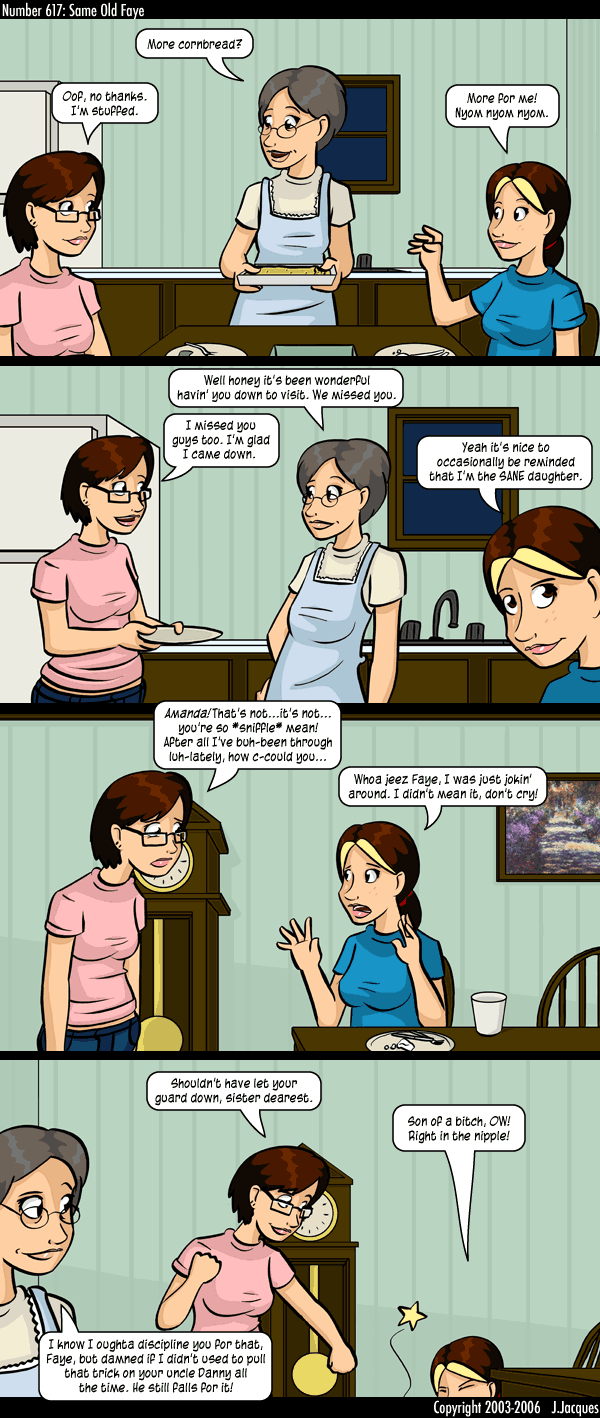 Number 617: Same Old Faye
More cornbread?
Oof, no thanks.
I'm stuffed.
More for me!
Nyom nyom nyom.
Well honey it's been wonderful
havin' you down to visit. We missed you.
I missed you
guys too. I'm glad
I came down.
Yeah it's nice to
occasionally be reminded
that I'm the SANE daughter.
Amanda! That's not...it's not...
you're so *sniffle* mean!
After all I've buh-been through
luh-lately, how c-could you...
Whoa jeez Faye, I was just jokin'
around. I didn't mean it, don't cry!
Shouldn't have let your
guard down, sister dearest.
Son of a bitch, OW!
Right in the nipple!
I know I oughta discipline you for that,
Faye, but damned if I didn't used to pull
that trick on your uncle Danny all
the time. He still falls for it!
Copyright 2003-2006 J.Jacques